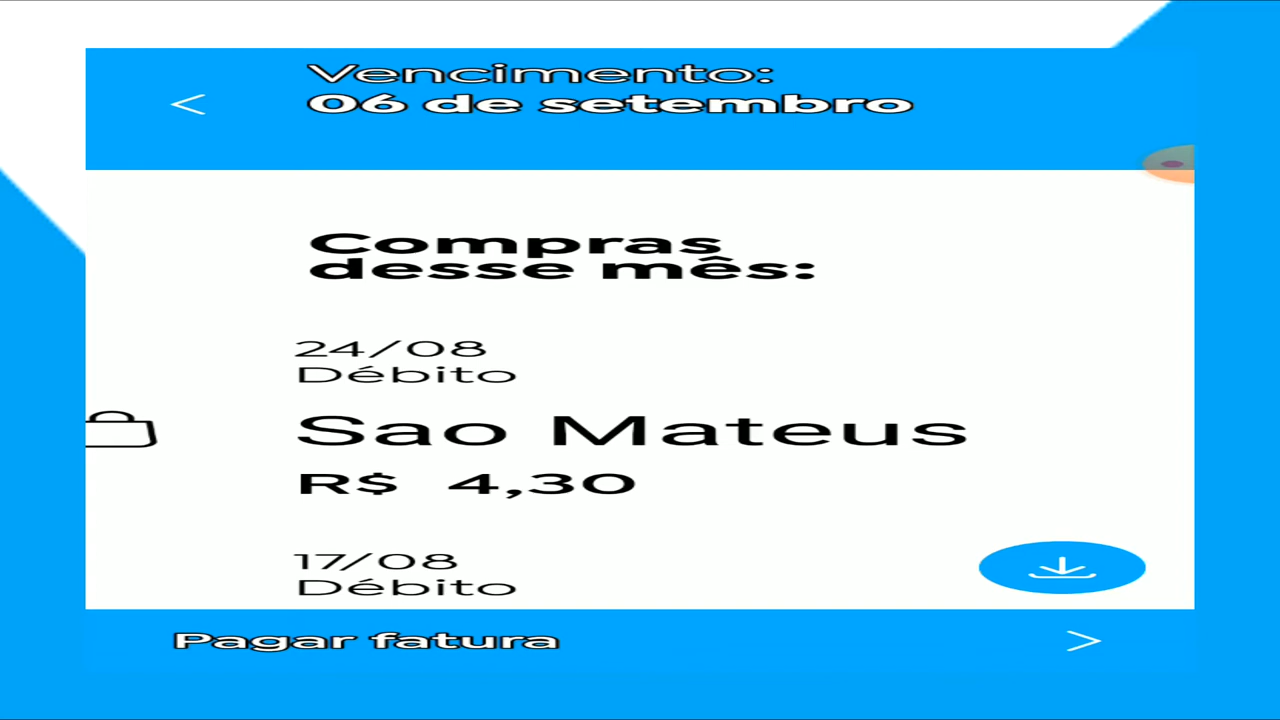 Vencimento:
06 de setembro
Compras
desse mês:
24/08
Débito
Sao Mateus
R$ 4,30
17/08
Débito
Pagar fatura